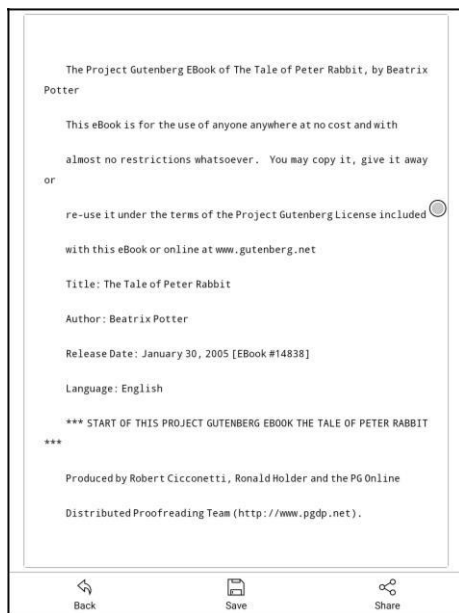 The Project Gutenberg EBook of The Tale of Peter Rabbit, by Beatrix
Potter
This eBook is for the use of anyone anywhere at no cost and with
almost no restrictions whatsoever.  You may copy it, give it away
or
re-use it under the terms of the Project Gutenberg License included
with this eBook or online at www.gutenberg.net
Title: The Tale of Peter Rabbit
Author: Beatrix Potter
Release Date: January 30, 2005 [EBook #14838]
Language: English
*** START OF THIS PROJECT GUTENBERG EBOOK THE TALE OF PETER RABBIT
***
Produced by Robert Cicconetti, Ronald Holder and the PG Online
Distributed Proofreading Team (http://www.pgdp.net).
Back Save Share